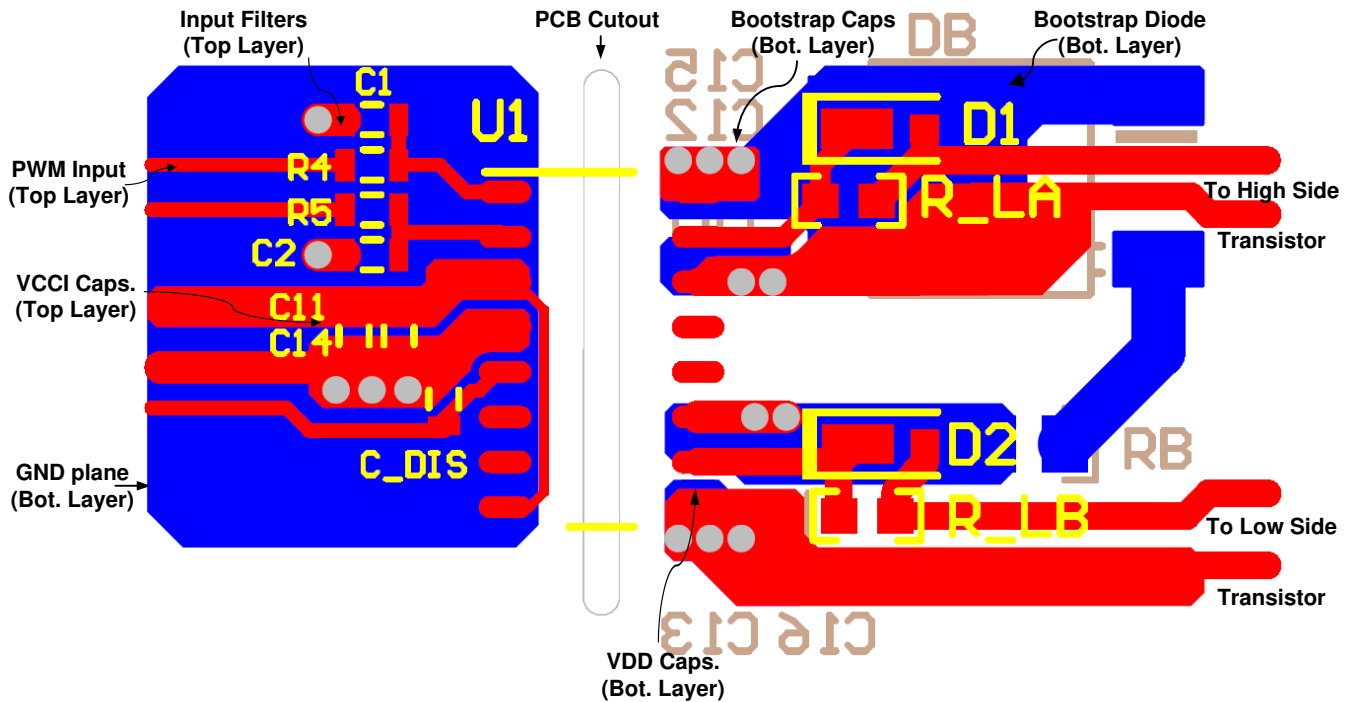 Input Filters
(Top Layer)
PCB Cutout
Bootstrap Caps
(Bot. Layer)
Bootstrap Diode
(Bot. Layer)
DB
C15
C12
C1
U1
D1
PWM Input
(Top Layer)
R4
R5
C2
R_LA
To High Side
Transistor
VCCI Caps.
(Top Layer)
C11
C14
C_DIS
GND plane
(Bot. Layer)
D2
RB
R_LB
To Low Side
Transistor
C13
C16
VDD Caps.
(Bot. Layer)